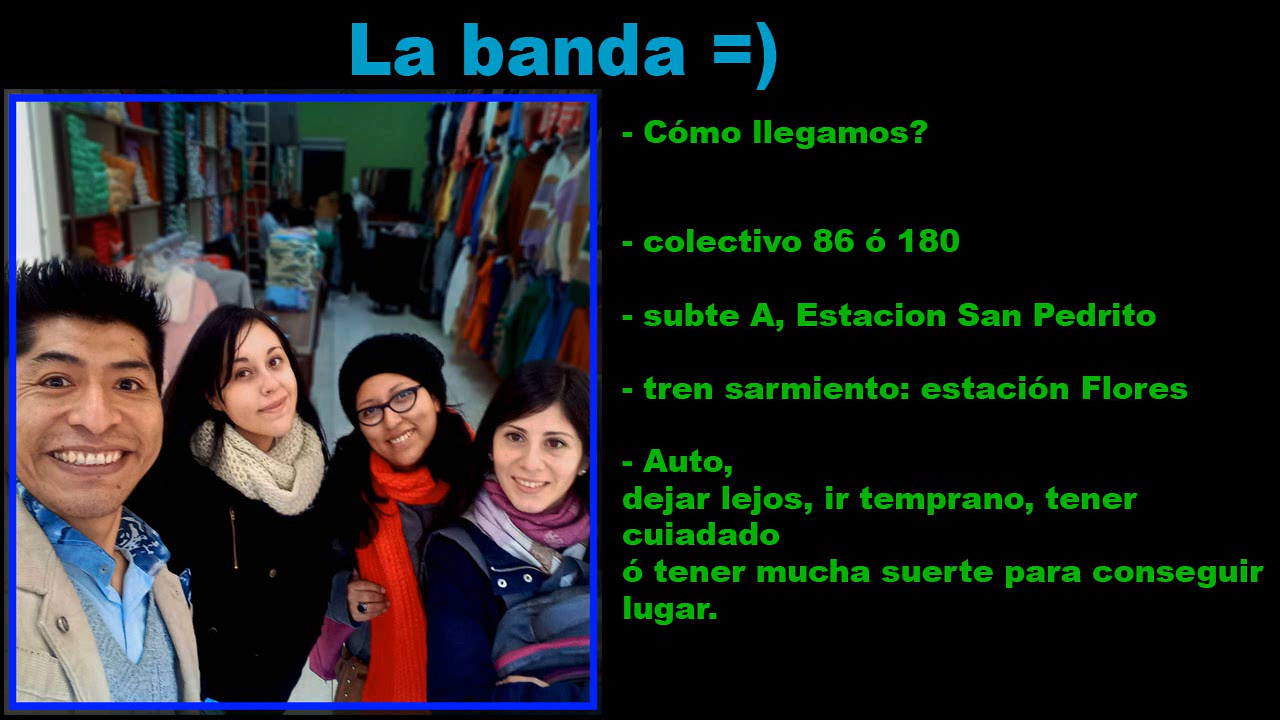 La banda =)
- Cómo llegamos?
- colectivo 86 ó 180
- subte A, Estacion San Pedrito
- tren sarmiento: estación Flores
- Auto,
dejar lejos, ir temprano, tener
cuiadado
ó tener mucha suerte para conseguir
lugar.